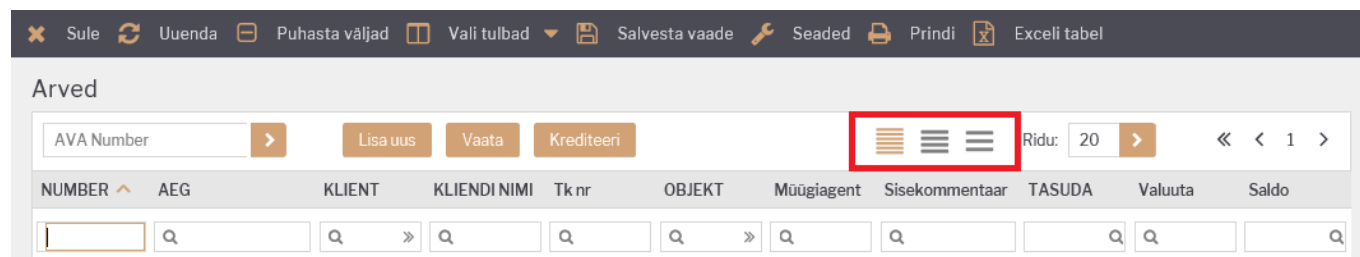 Sule Uuenda Puhasta väljad Vali tulbad Salvesta vaade Seaded Prindi Exceli tabel
Arved
AVA Number Lisa uus Vaata Krediteeri Ridu: 20 1
NUMBER AEG KLIENT KLIENDI NIMI Tk nr OBJEKT Müügiagent Sisekommentaar TASUDA Valuuta Saldo